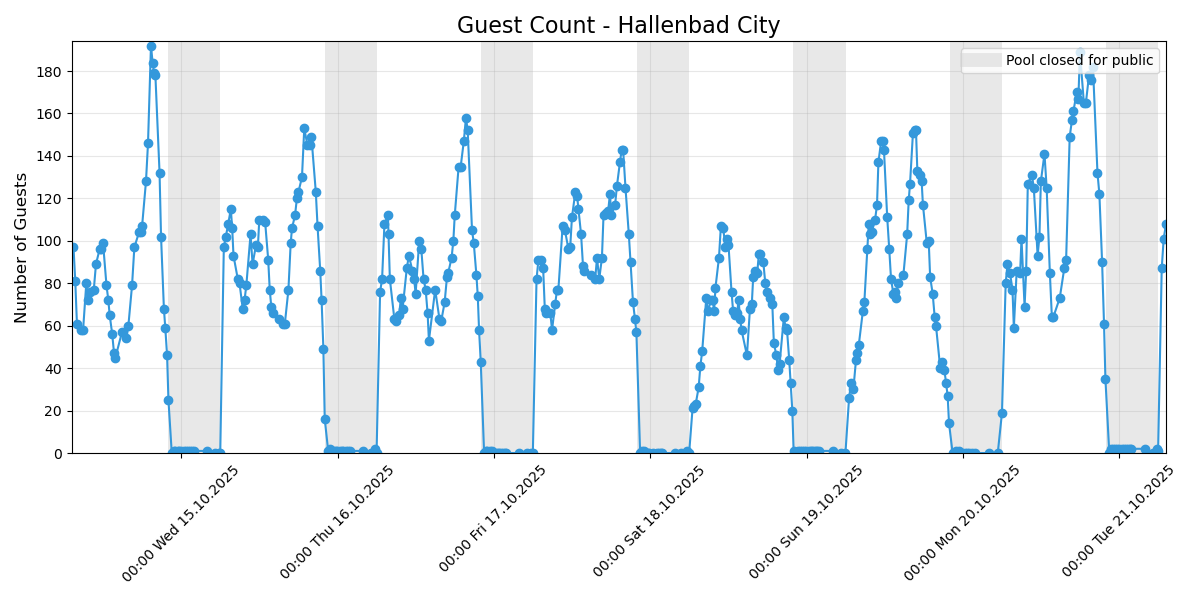 Guest Count - Hallenbad City
Pool closed for public
Number of Guests
180
160
140
120
100
80
60
40
20
0
00:00 Wed 15.10.2025
00:00 Thu 16.10.2025
00:00 Fri 17.10.2025
00:00 Sat 18.10.2025
00:00 Sun 19.10.2025
00:00 Mon 20.10.2025
00:00 Tue 21.10.2025